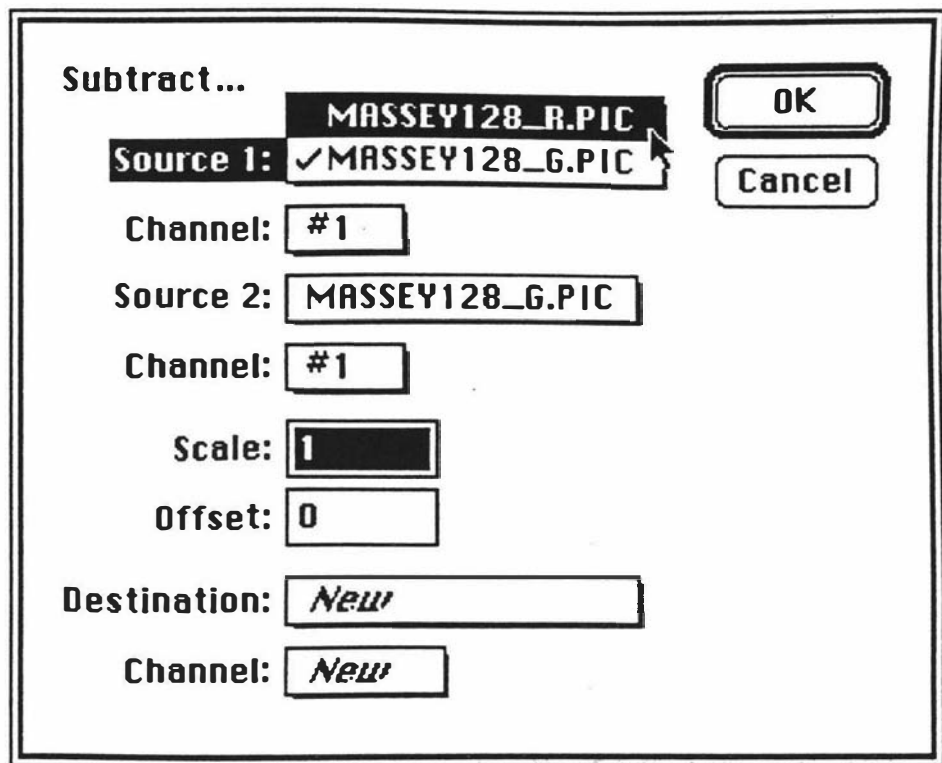 Subtract...
OK
MASSEY128_R.PIC
Source 1: ✓MASSEY128_G.PIC
Cancel
Channel: #1
Source 2: MASSEY128_G.PIC
Channel: #1
Scale: 1
Offset: 0
Destination: New
Channel: New